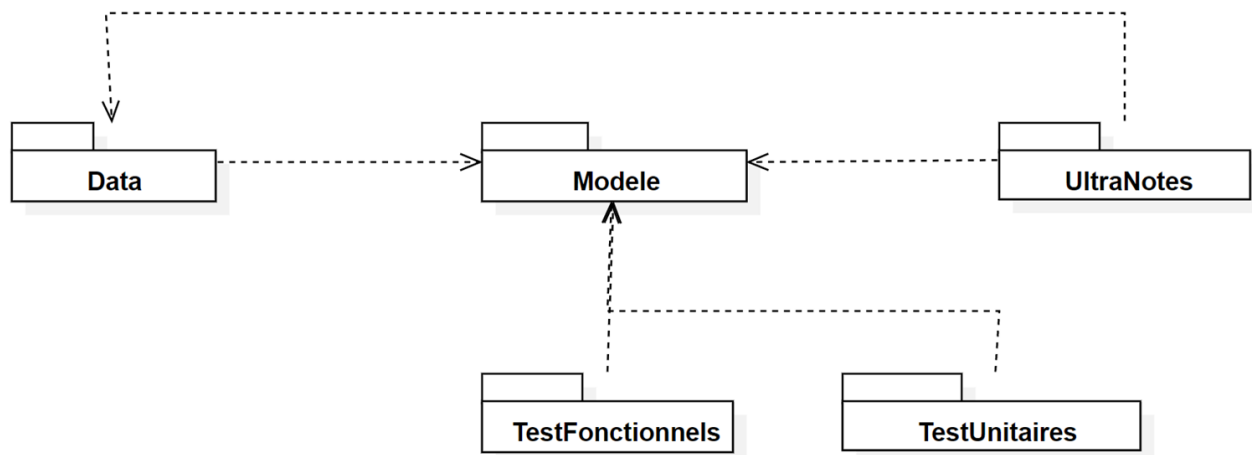 Data
Modele
UltraNotes
TestFonctionnels
TestUnitaires